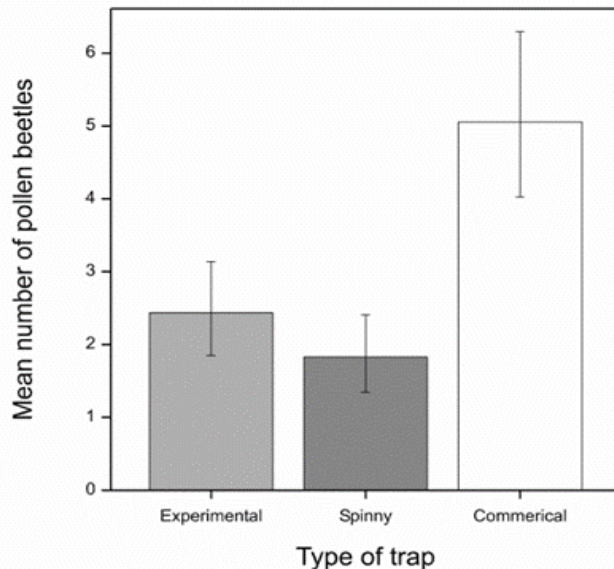 Mean number of pollen beetles
6
5
4
3
2
1
0
Experimental
Spinny
Commerical
Type of trap